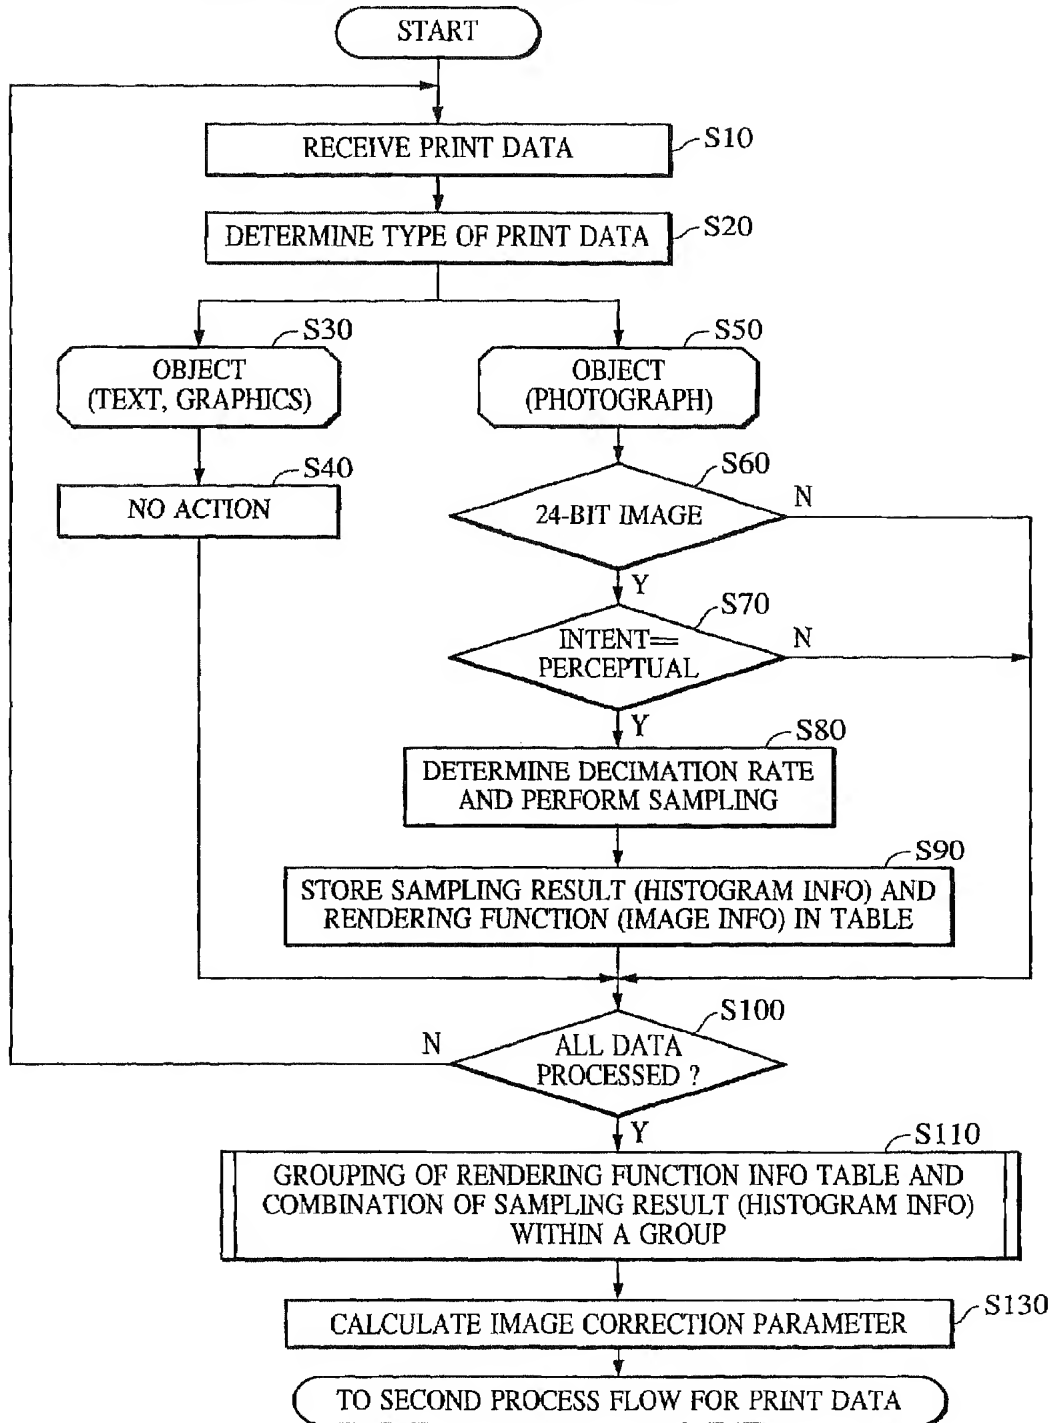 START
RECEIVE PRINT DATA
S10
DETERMINE TYPE OF PRINT DATA
S20
S30
OBJECT
(TEXT, GRAPHICS)
S50
OBJECT
(PHOTOGRAPH)
S40
NO ACTION
S60
24-BIT IMAGE
N
Y
S70
INTENT==
PERCEPTUAL
N
Y
S80
DETERMINE DECIMATION RATE
AND PERFORM SAMPLING
S90
STORE SAMPLING RESULT (HISTOGRAM INFO) AND
RENDERING FUNCTION (IMAGE INFO) IN TABLE
S100
N
ALL DATA
PROCESSED ?
Y
S110
GROUPING OF RENDERING FUNCTION INFO TABLE AND
COMBINATION OF SAMPLING RESULT (HISTOGRAM INFO)
WITHIN A GROUP
CALCULATE IMAGE CORRECTION PARAMETER
S130
TO SECOND PROCESS FLOW FOR PRINT DATA